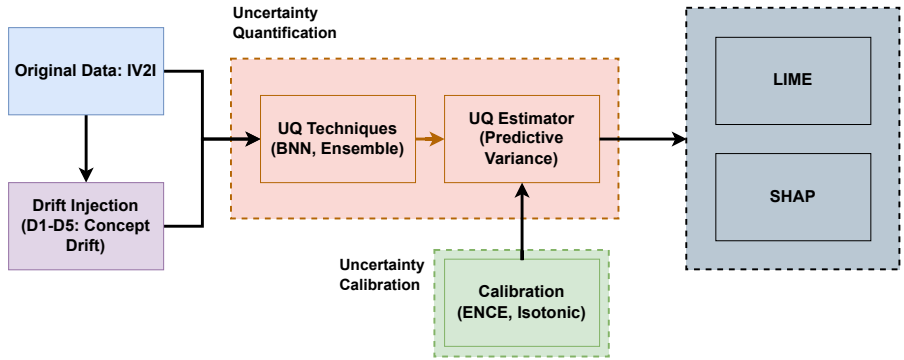 Uncertainty
Quantification
Original Data: IV2I
Drift Injection
(D1-D5: Concept
Drift)
UQ Techniques
(BNN, Ensemble)
UQ Estimator
(Predictive
Variance)
LIME
SHAP
Uncertainty
Calibration
Calibration
(ENCE, Isotonic)